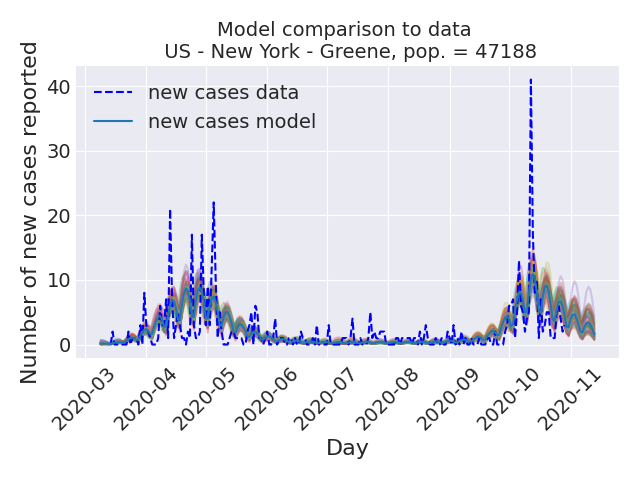 Model comparison to data
US - New York - Greene, pop. = 47188
Number of new cases reported
40
30
20
10
0
new cases data
new cases model
2020-03
2020-04
2020-05
2020-06
2020-07
2020-08
2020-09
2020-10
2020-11
Day